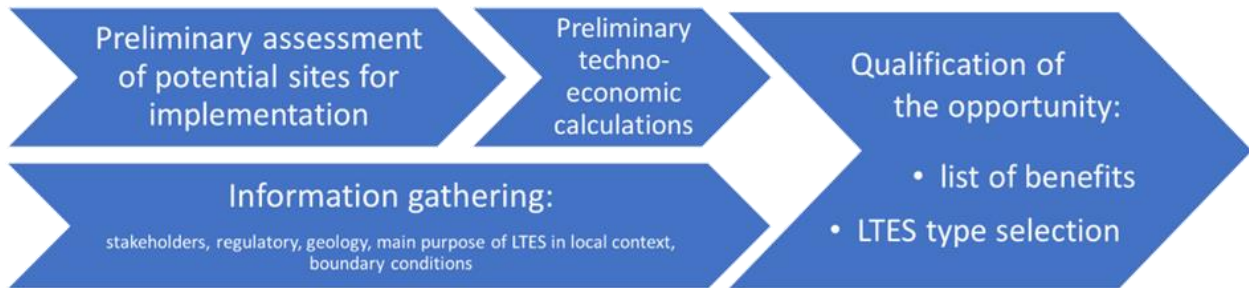 Preliminary assessment
of potential sites for
implementation
Preliminary
techno-
economic
calculations
Information gathering:
stakeholders, regulatory, geology, main purpose of LTES in local context,
boundary conditions
Qualification of
the opportunity:
• list of benefits
• LTES type selection